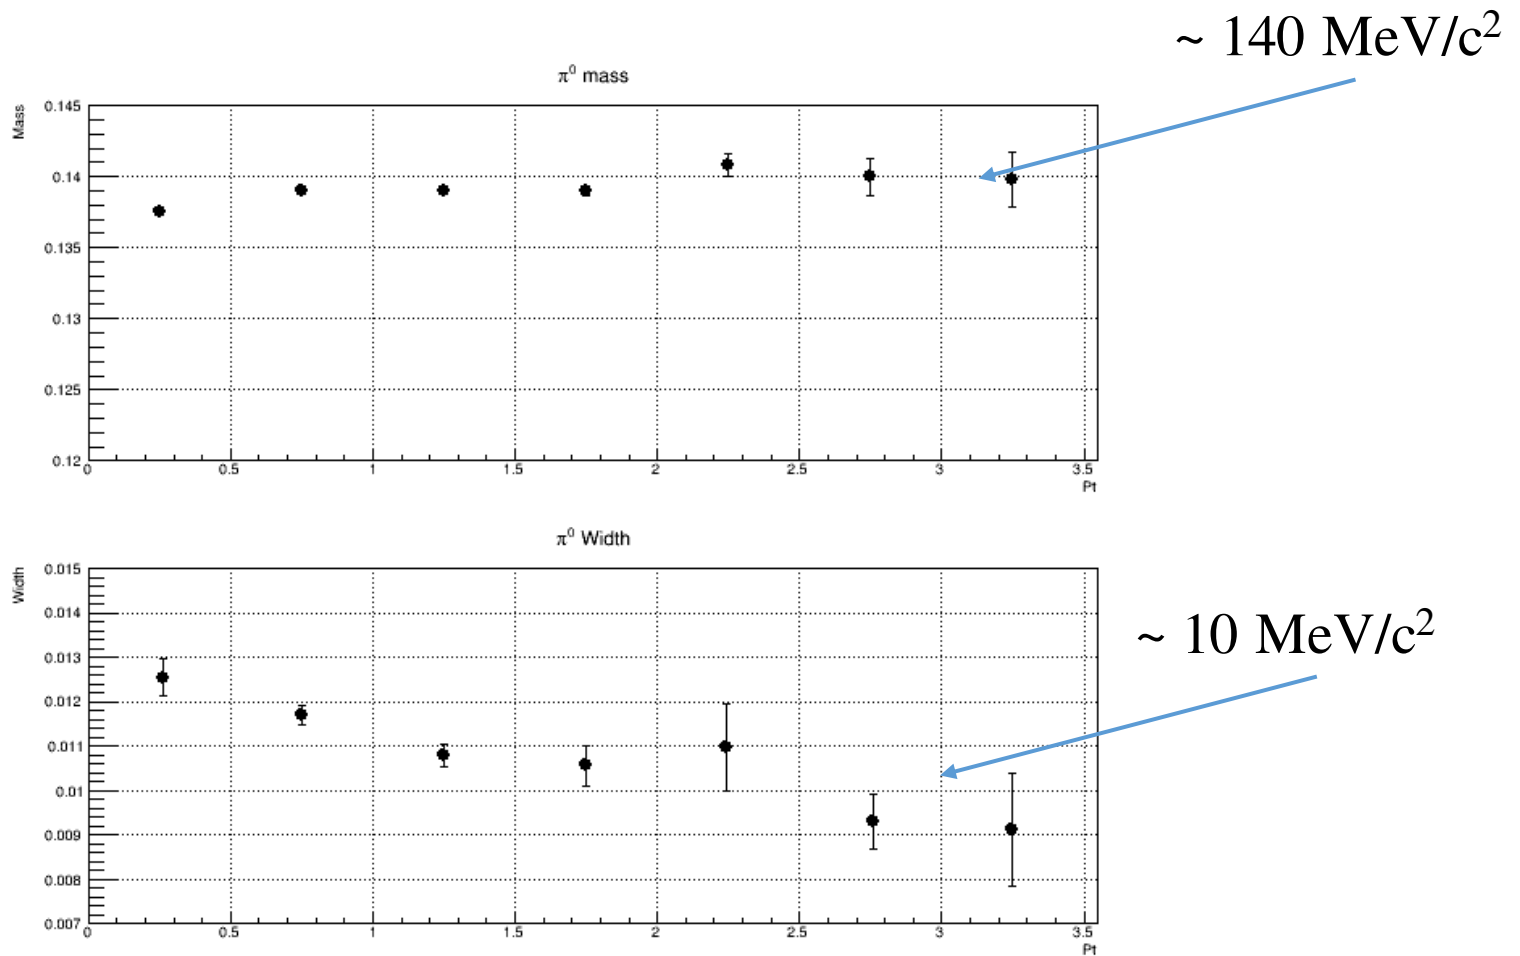 ~ 140 MeV/c²
π⁰ mass
Mass
0.145
0.14
0.135
0.13
0.125
0.12
0 0.5 1 1.5 2 2.5 3 3.5
Pt
π⁰ Width
Width
0.015
0.014
0.013
~ 10 MeV/c²
0.012
0.011
0.01
0.009
0.008
0.007
0 0.5 1 1.5 2 2.5 3 3.5
Pt